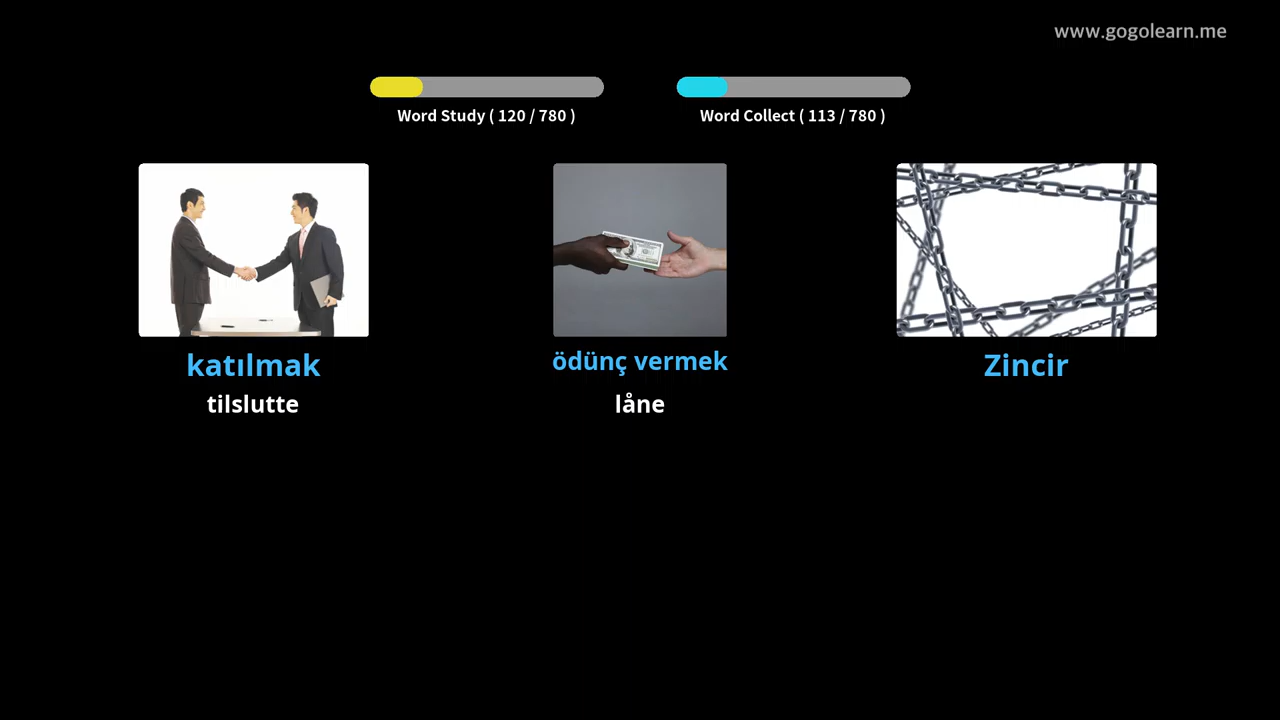 www.gogolearn.me
Word Study ( 120 / 780 )
Word Collect ( 113 / 780 )
katılmak
tilslutte
ödünç vermek
låne
Zincir